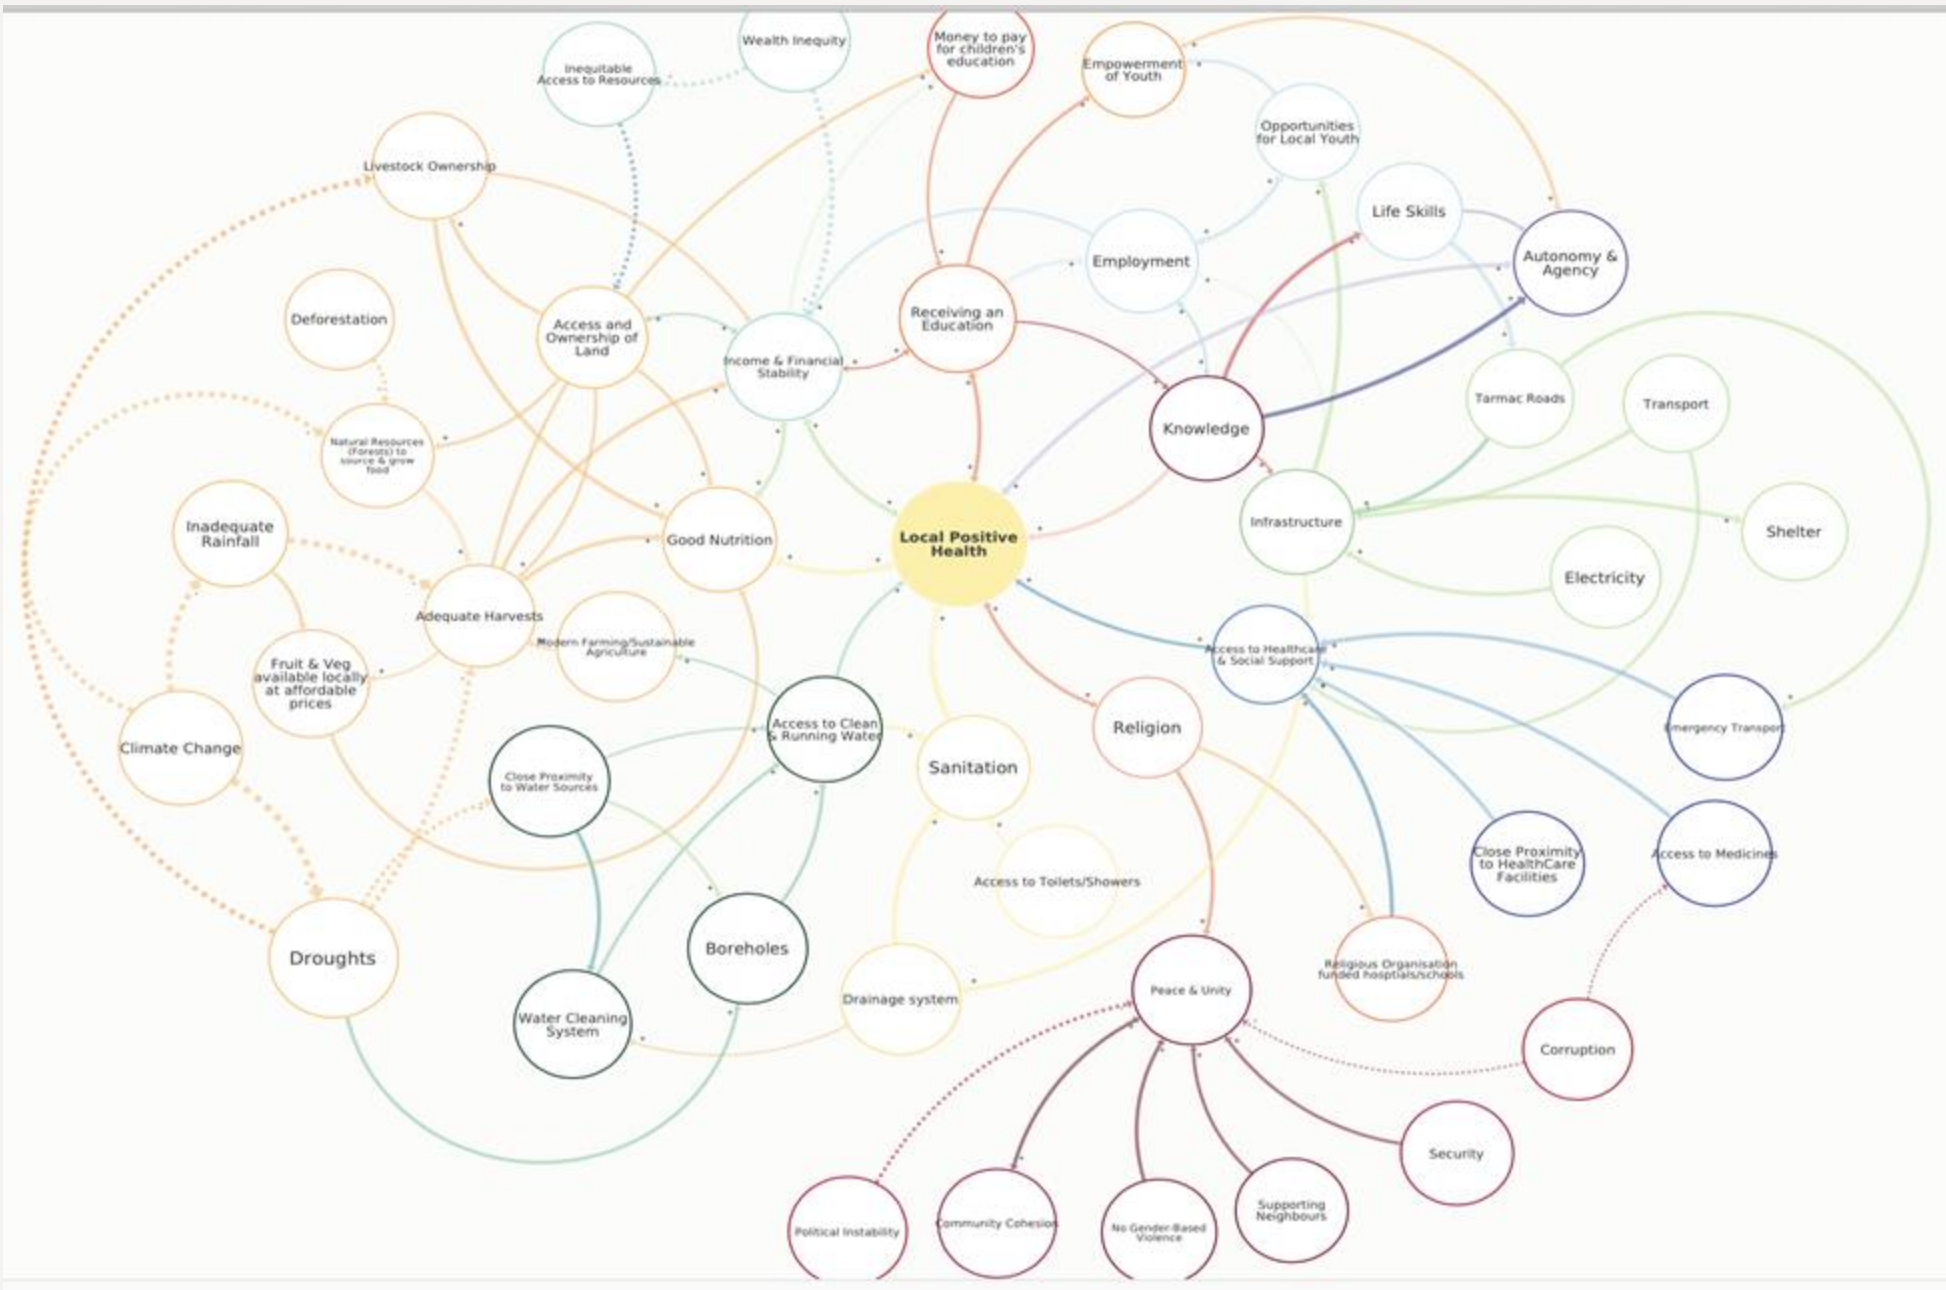 Wealth Inequity
Money to pay
for children's
education
Inequitable
Access to Resources
Empowerment
of Youth
Opportunities
for Local Youth
Livestock Ownership
Life Skills
Employment
Autonomy &
Agency
Deforestation
Access and
Ownership of
Land
Receiving an
Education
Income & Financial
Stability
Tarmac Roads
Transport
Natural Resources
(Forests) to
source & grow
food
Knowledge
Inadequate
Rainfall
Good Nutrition
Local Positive
Health
Infrastructure
Shelter
Electricity
Adequate Harvests
Modern Farming/Sustainable
Agriculture
Access to Healthcare
& Social Support
Fruit & Veg
available locally
at affordable
prices
Climate Change
Access to Clean
& Running Water
Religion
Emergency Transport
Close Proximity
to Water Sources
Sanitation
Access to Toilets/Showers
Close Proximity
to HealthCare
Facilities
Access to Medicines
Droughts
Boreholes
Drainage system
Water Cleaning
System
Peace & Unity
Religious Organisation
funded hosptials/schools
Corruption
Security
Political Instability
Community Cohesion
No Gender-Based
Violence
Supporting
Neighbours